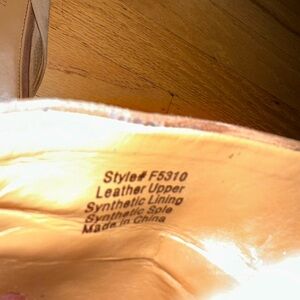 Style# F5310
Leather Upper
Synthetic Lining
Synthetic Sole
Made in China